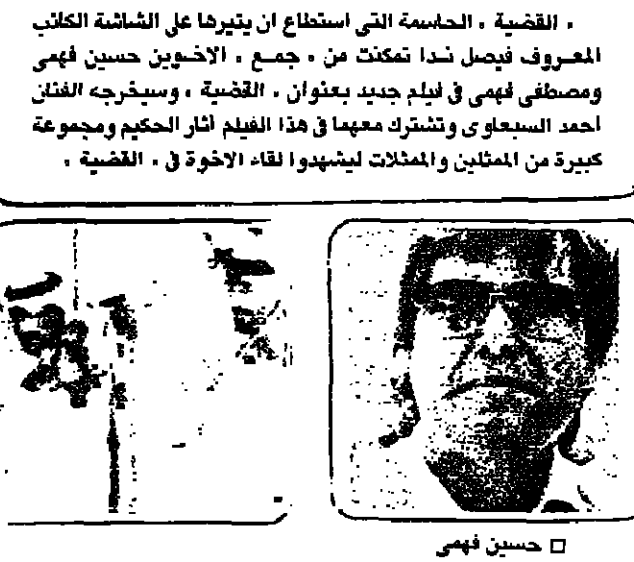 « القضية » الحاسمة التى استطاع ان يثيرها على الشاشة الكاتب
المعروف فيصل ندا تمكنت من « جمع » الاخوين حسين فهمى
ومصطفى فهمى فى فيلم جديد بعنوان « القضية » وسيخرجه الفنان
احمد السبعاوى وتشترك معهما فى هذا الفيلم آثار الحكيم ومجموعة
كبيرة من الممثلين والممثلات ليشهدوا لقاء الاخوة فى « القضية »
□ حسين فهمى